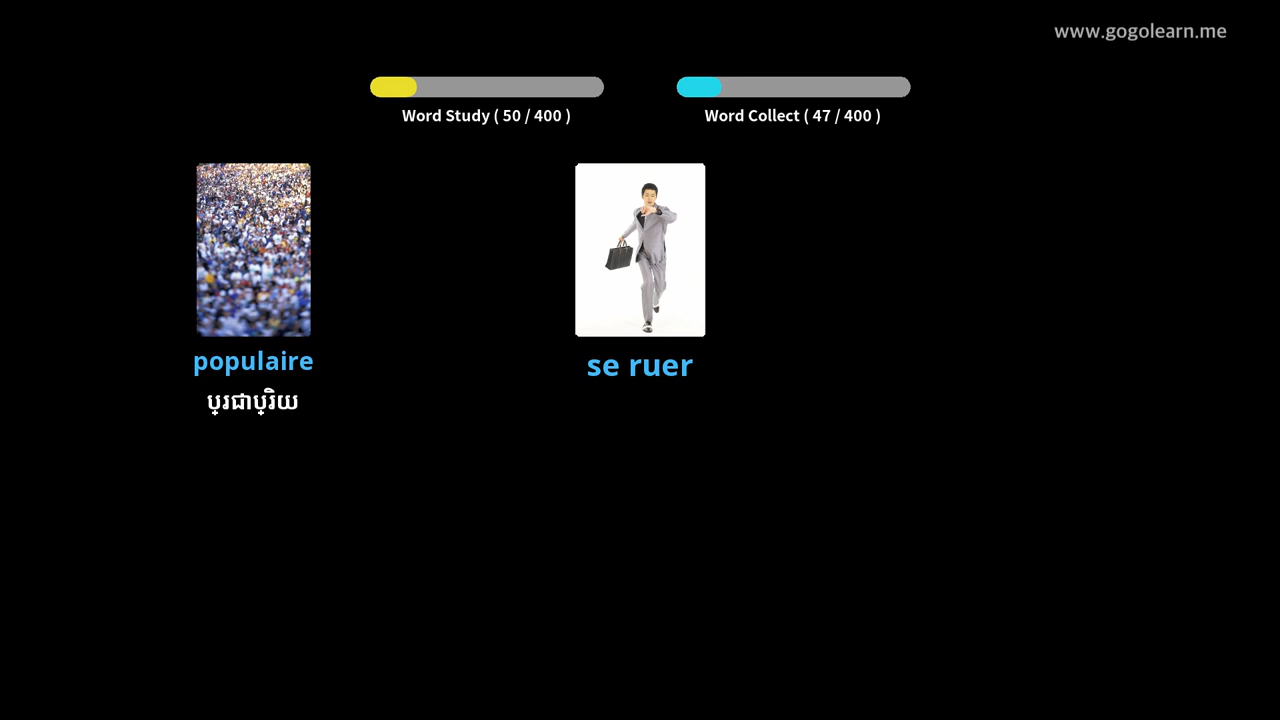 www.gogolearn.me
Word Study ( 50 / 400 )
Word Collect ( 47 / 400 )
populaire
ប្រជាប្រិយ
se ruer